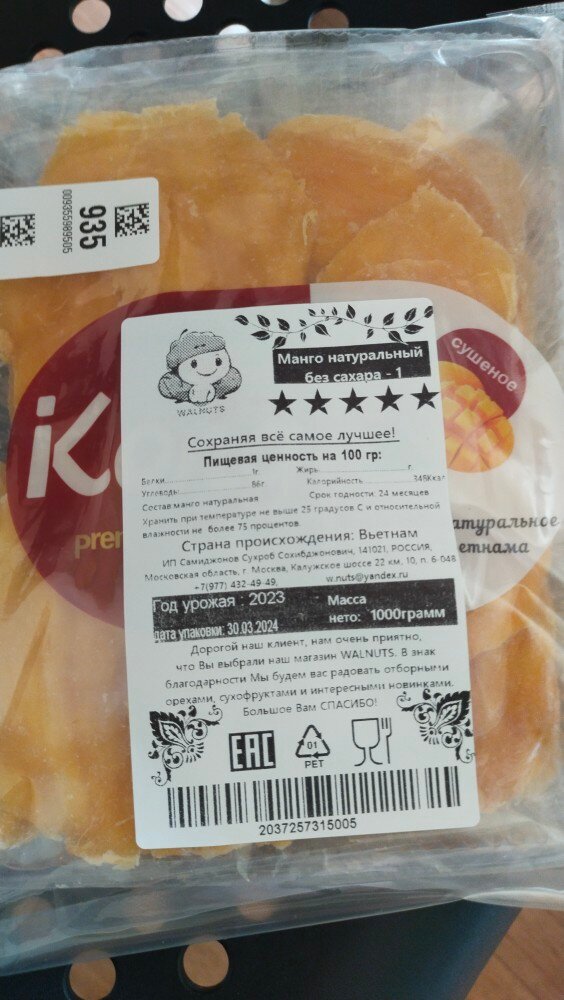 935
009355989505
WALNUTS
Манго натуральный
без сахара - 1
сушеное
Сохраняя всё самое лучшее!
Пищевая ценность на 100 гр:
Белки 1г. Жиры г.
Углеводы 86г. Калорийность 348Ккал
Состав манго натуральная Срок годности: 24 месяцев
Хранить при температуре не выше 25 градусов С и относительной
влажности не более 75 процентов
Страна происхождения: Вьетнам
ИП Самиджонов Сухроб Сохибджонович, 141021, РОССИЯ,
Московская область, г. Москва, Калужское шоссе 22 км, 10, п. 6-048
+7(977) 432-49-49, w.nuts@yandex.ru
Год урожая : 2023
Масса
нето: 1000грамм
дата упаковки: 30.03.2024
Дорогой наш клиент, нам очень приятно,
что Вы выбрали наш магазин WALNUTS. В знак
благодарности Мы будем вас радовать отборными
орехами, сухофруктами и интересными новинками.
Большое Вам СПАСИБО!
EAC
01
PET
2037257315005